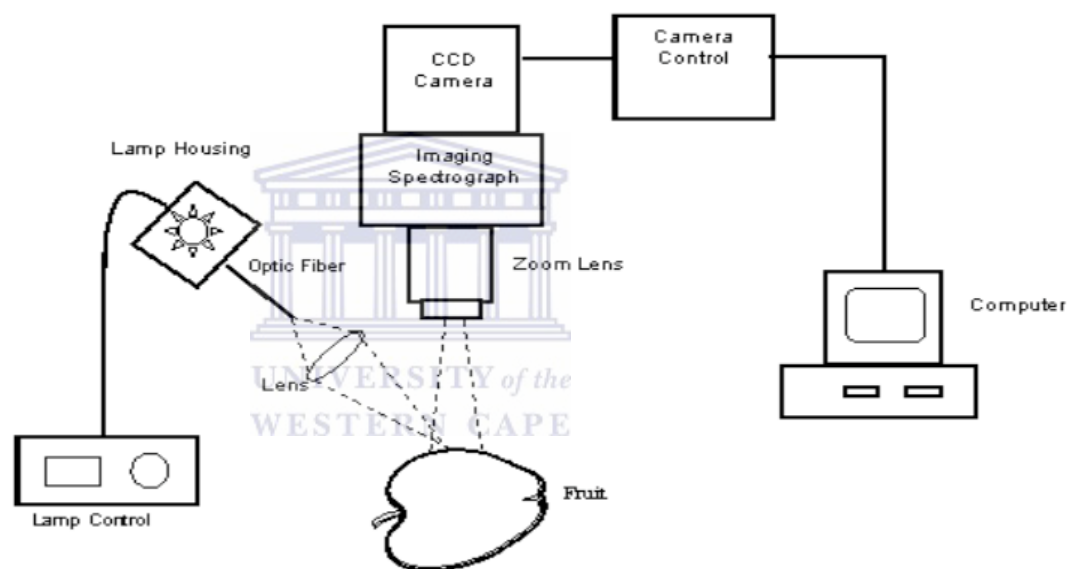 CCD
Camera
Camera
Control
Lamp Housing
Imaging
Spectrograph
Optic Fiber
Zoom Lens
Computer
Lens
UNIVERSITY of the
WESTERN CAPE
Fruit
Lamp Control